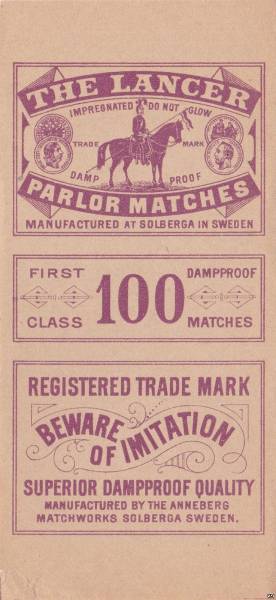 THE LANCER
IMPREGNATED DO NOT GLOW
TRADE MARK
DAMP PROOF
PARLOR MATCHES
MANUFACTURED AT SOLBERGA IN SWEDEN
FIRST CLASS
100
DAMPPROOF MATCHES
REGISTERED TRADE MARK
BEWARE
OF IMITATION
SUPERIOR DAMPPROOF QUALITY
MANUFACTURED BY THE ANNEBERG
MATCHWORKS SOLBERGA SWEDEN.